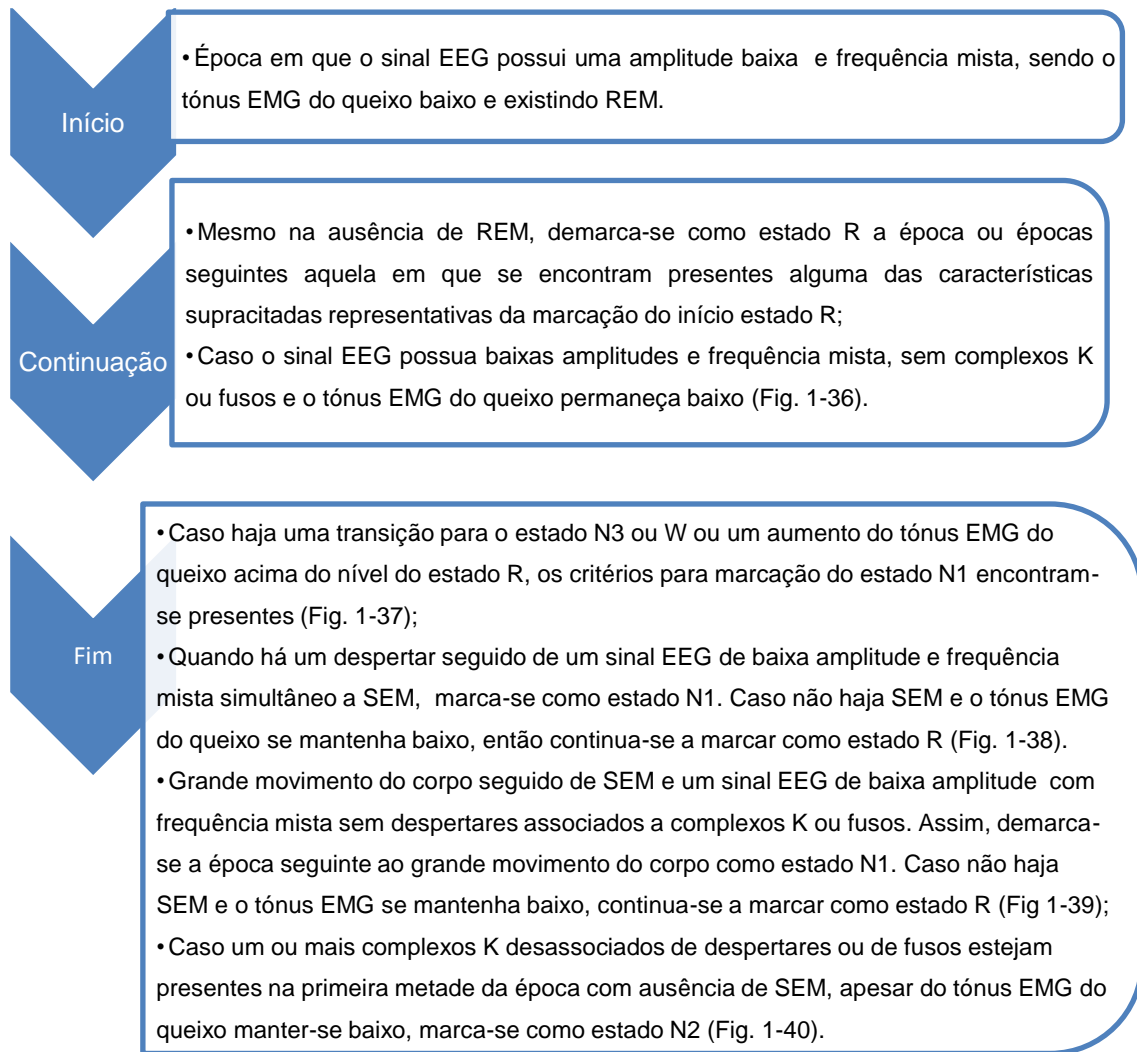 Início
• Época em que o sinal EEG possui uma amplitude baixa e frequência mista, sendo o
tónus EMG do queixo baixo e existindo REM.
Continuação
• Mesmo na ausência de REM, demarca-se como estado R a época ou épocas
seguintes aquela em que se encontram presentes alguma das características
supracitadas representativas da marcação do início estado R;
• Caso o sinal EEG possua baixas amplitudes e frequência mista, sem complexos K
ou fusos e o tónus EMG do queixo permaneça baixo (Fig. 1-36).
Fim
• Caso haja uma transição para o estado N3 ou W ou um aumento do tónus EMG do
queixo acima do nível do estado R, os critérios para marcação do estado N1 encontram-
se presentes (Fig. 1-37);
• Quando há um despertar seguido de um sinal EEG de baixa amplitude e frequência
mista simultâneo a SEM, marca-se como estado N1. Caso não haja SEM e o tónus EMG
do queixo se mantenha baixo, então continua-se a marcar como estado R (Fig. 1-38).
• Grande movimento do corpo seguido de SEM e um sinal EEG de baixa amplitude com
frequência mista sem despertares associados a complexos K ou fusos. Assim, demarca-
se a época seguinte ao grande movimento do corpo como estado N1. Caso não haja
SEM e o tónus EMG se mantenha baixo, continua-se a marcar como estado R (Fig 1-39);
• Caso um ou mais complexos K desassociados de despertares ou de fusos estejam
presentes na primeira metade da época com ausência de SEM, apesar do tónus EMG do
queixo manter-se baixo, marca-se como estado N2 (Fig. 1-40).